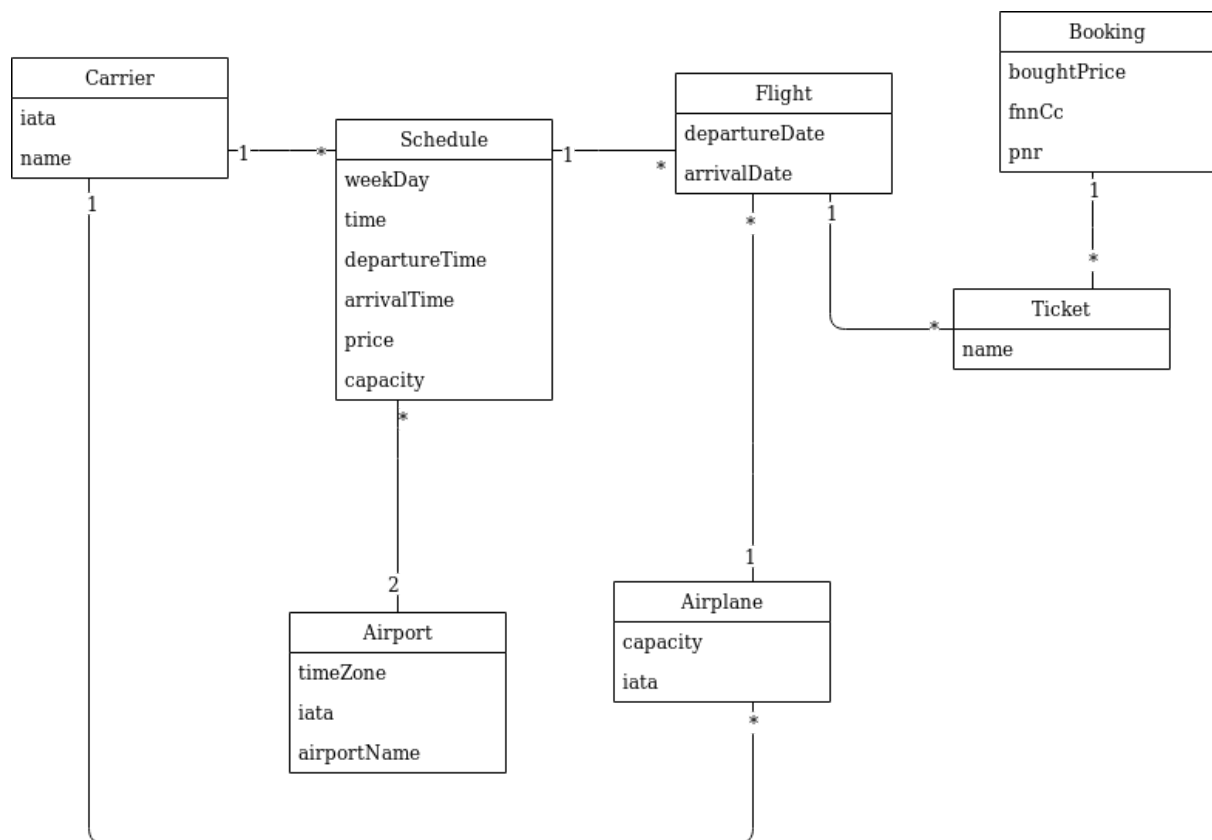 Booking
boughtPrice
fnnCc
pnr
Carrier
iata
name
Flight
departureDate
arrivalDate
Schedule
weekDay
time
departureTime
arrivalTime
price
capacity
1
*
1
*
1
1
*
1
*
*
Ticket
name
*
2
1
Airport
timeZone
iata
airportName
Airplane
capacity
iata
*